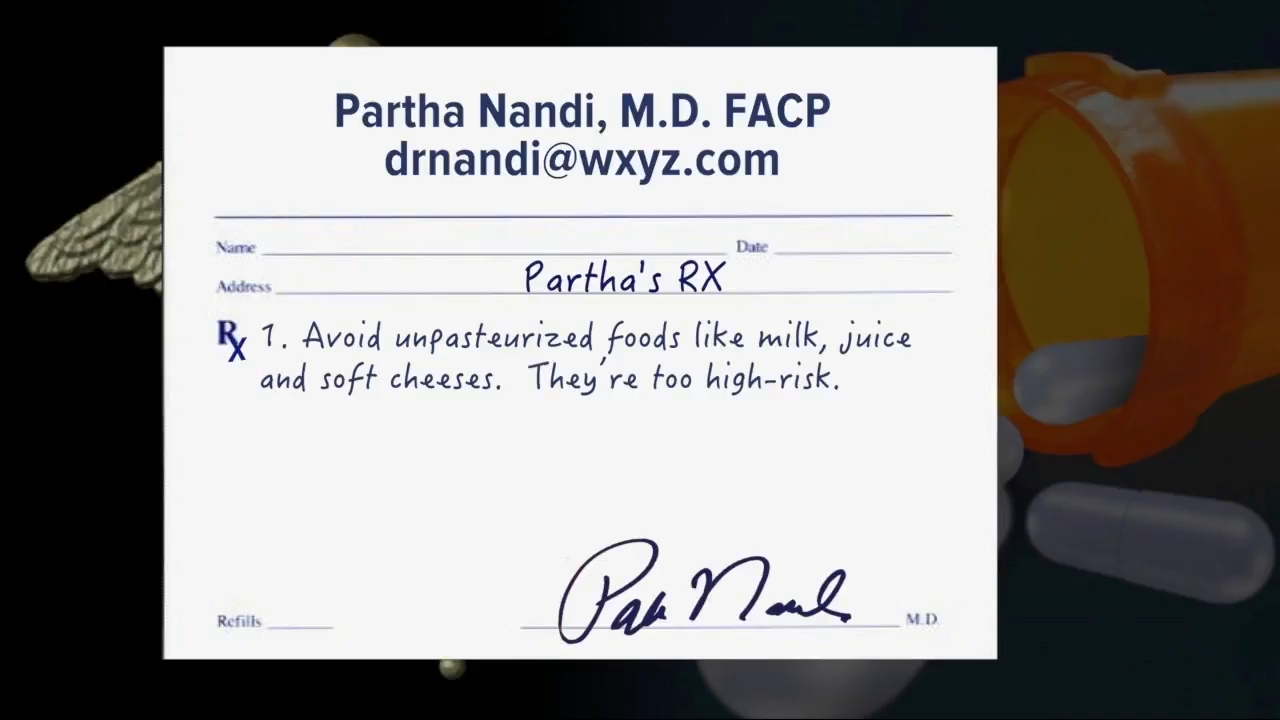 Partha Nandi, M.D. FACP
drnandi@wxyz.com
Name Date
Partha's RX
Address
Rx 1. Avoid unpasteurized foods like milk, juice
and soft cheeses. They're too high-risk.
Refills M.D.